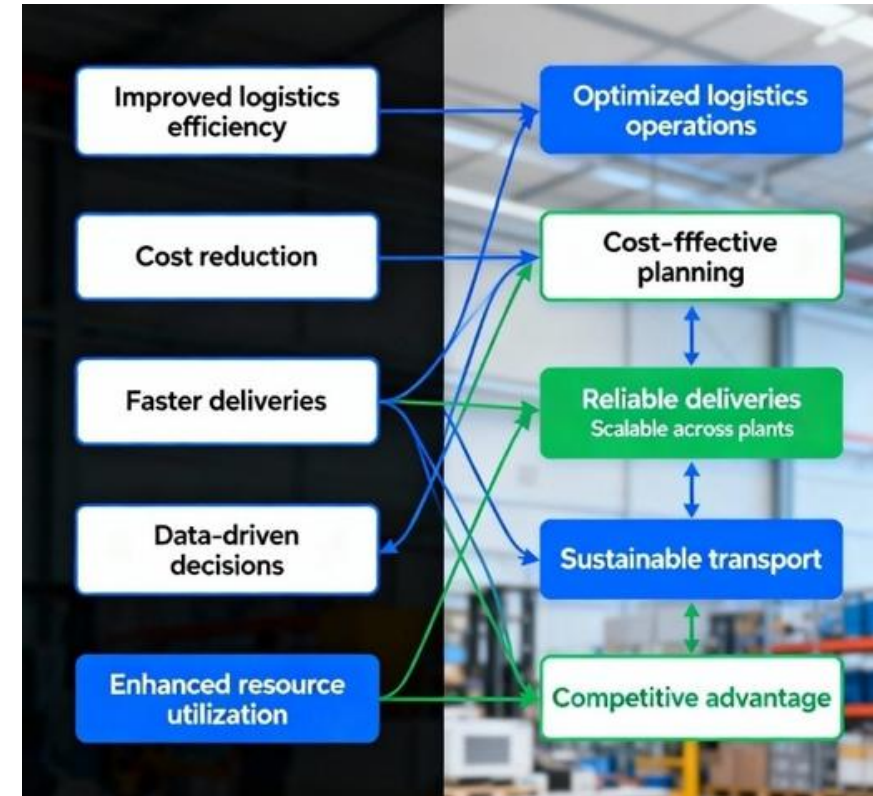 Improved logistics
efficiency
Cost reduction
Faster deliveries
Data-driven
decisions
Enhanced resource
utilization
Optimized logistics
operations
Cost-fffective
planning
Reliable deliveries
Scalable across plants
Sustainable transport
Competitive advantage